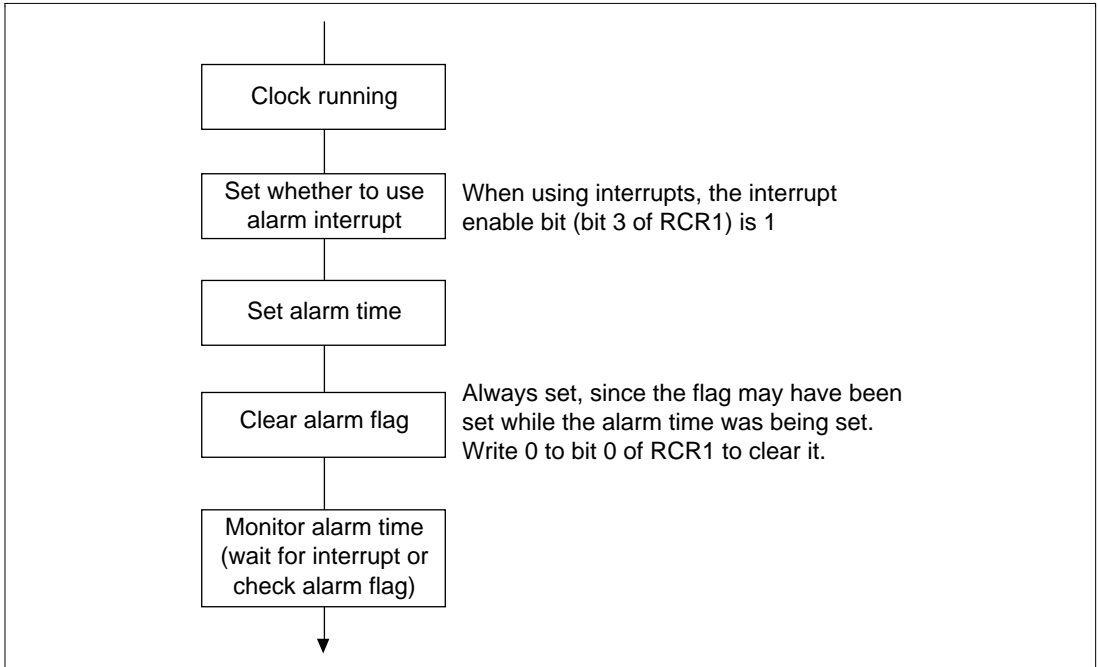 Clock running
Set whether to use
alarm interrupt
When using interrupts, the interrupt
enable bit (bit 3 of RCR1) is 1
Set alarm time
Clear alarm flag
Always set, since the flag may have been
set while the alarm time was being set.
Write 0 to bit 0 of RCR1 to clear it.
Monitor alarm time
(wait for interrupt or
check alarm flag)